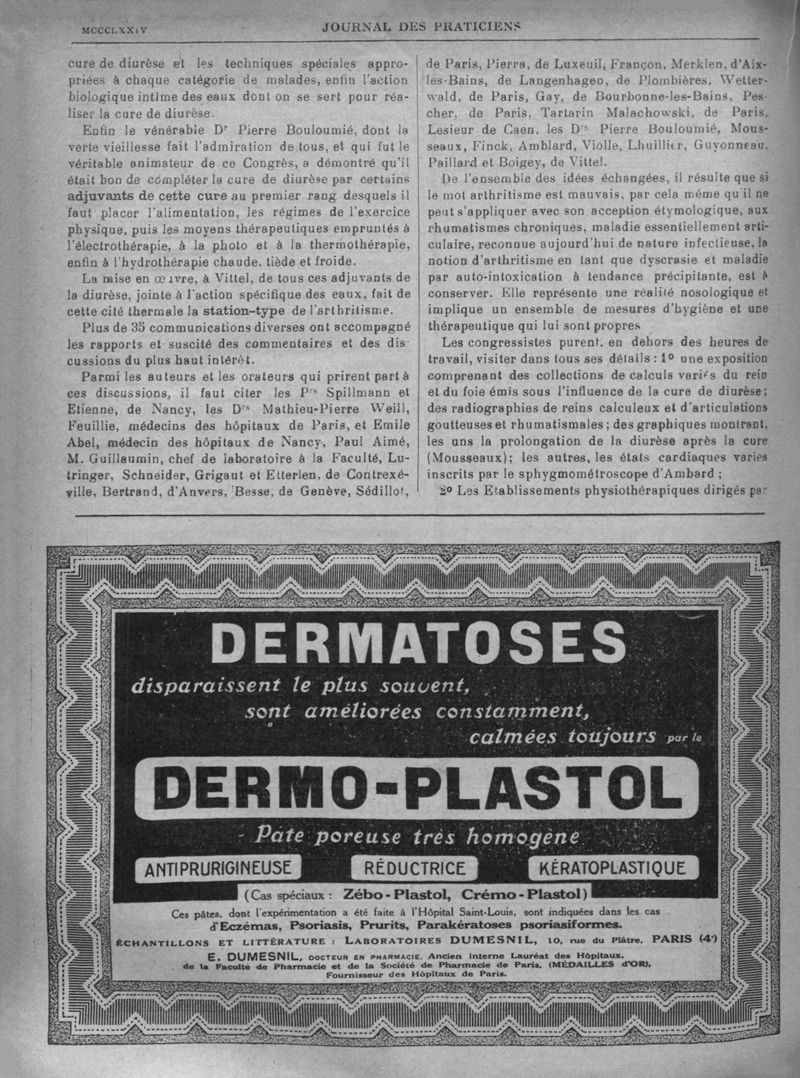 MCCCLXXIV
JOURNAL DES PRATICIENS
cure de diurèse et les techniques spéciales appro-
priées à chaque catégorie de malades, enfin l'action
biologique intime des eaux dont on se sert pour réa-
liser la cure de diurèse.
Enfin le vénérable Dr Pierre Bouloumié, dont la
verte vieillesse fait l'admiration de tous, et qui fut le
véritable animateur de ce Congrès, a démontré qu'il
était bon de compléter la cure de diurèse par certains
adjuvants de cette cure au premier rang desquels il
faut placer l'alimentation, les régimes de l'exercice
physique, puis les moyens thérapeutiques empruntés à
l'électrothérapie, à la photo et à la thermothérapie,
enfin à l'hydrothérapie chaude, tiède et froide.
La mise en œuvre, à Vittel, de tous ces adjuvants de
la diurèse, jointe à l'action spécifique des eaux, fait de
cette cité thermale la station-type de l'arthritisme.
Plus de 35 communications diverses ont accompagné
les rapports et suscité des commentaires et des dis
cussions du plus haut intérêt.
Parmi les auteurs et les orateurs qui prirent part à
ces discussions, il faut citer les Prs Spillmann et
Etienne, de Nancy, les Drs Mathieu-Pierre Weill,
Feuillie, médecins des hôpitaux de Paris, et Emile
Abel, médecin des hôpitaux de Nancy, Paul Aimé,
M. Guillaumin, chef de laboratoire à la Faculté, Lu-
tringer, Schneider, Grigaut et Etterlen, de Contrexé-
ville, Bertrand, d'Anvers, Besse, de Genève, Sédillot,
de Paris, Pierra, de Luxeuil, Françon, Merklen, d'Aix-
les-Bains, de Langenhagen, de Plombières, Wetter-
wald, de Paris, Gay, de Bourbonne-les-Bains, Pes-
cher, de Paris, Tartarin-Malachowski, de Paris,
Lesieur de Caen, les Drs Pierre Bouloumié, Mous-
seaux, Finck, Amblard, Violle, Lhuillier, Guyonneau,
Paillard et Boigey, de Vittel.
De l'ensemble des idées échangées, il résulte que si
le mot arthritisme est mauvais, par cela même qu'il ne
peut s'appliquer avec son acception étymologique, aux
rhumatismes chroniques, maladie essentiellement arti-
culaire, reconnue aujourd'hui de nature infectieuse, la
notion d'arthritisme en tant que dyscrasie et maladie
par auto-intoxication à tendance précipitante, est à
conserver. Elle représente une réalité nosologique et
implique un ensemble de mesures d'hygiène et une
thérapeutique qui lui sont propres
Les congressistes purent, en dehors des heures de
travail, visiter dans tous ses détails : 1º une exposition
comprenant des collections de calculs variés du rein
et du foie émis sous l'influence de la cure de diurèse ;
des radiographies de reins calculeux et d'articulations
goutteuses et rhumatismales ; des graphiques montrant,
les uns la prolongation de la diurèse après la cure
(Mousseaux) ; les autres, les états cardiaques variés
inscrits par le sphygmométroscope d'Ambard ;
2º Les Etablissements physiothérapiques dirigés par
DERMATOSES
disparaissent le plus souvent,
sont améliorées constamment,
calmées toujours par le
DERMO-PLASTOL
- Pâte poreuse très homogène
ANTIPRURIGINEUSE RÉDUCTRICE KÉRATOPLASTIQUE
(Cas spéciaux : Zébo-Plastol, Crémo-Plastol)
Ces pâtes, dont l'expérimentation a été faite à l'Hôpital Saint-Louis, sont indiquées dans les cas
d'Eczémas, Psoriasis, Prurits, Parakératoses psoriasiformes.
ÉCHANTILLONS ET LITTÉRATURE : LABORATOIRES DUMESNIL, 10, rue du Plâtre, PARIS (4e)
E. DUMESNIL, DOCTEUR EN PHARMACIE, Ancien interne Lauréat des Hôpitaux,
de la Faculté de Pharmacie et de la Société de Pharmacie de Paris, (MÉDAILLES d'OR),
Fournisseur des Hôpitaux de Paris.